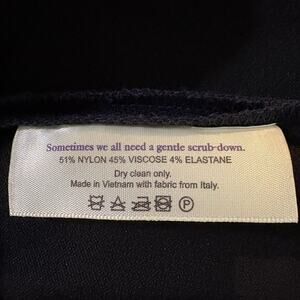 Sometimes we all need a gentle scrub-down.
51% NYLON 45% VISCOSE 4% ELASTANE
Dry clean only.
Made in Vietnam with fabric from Italy.
P